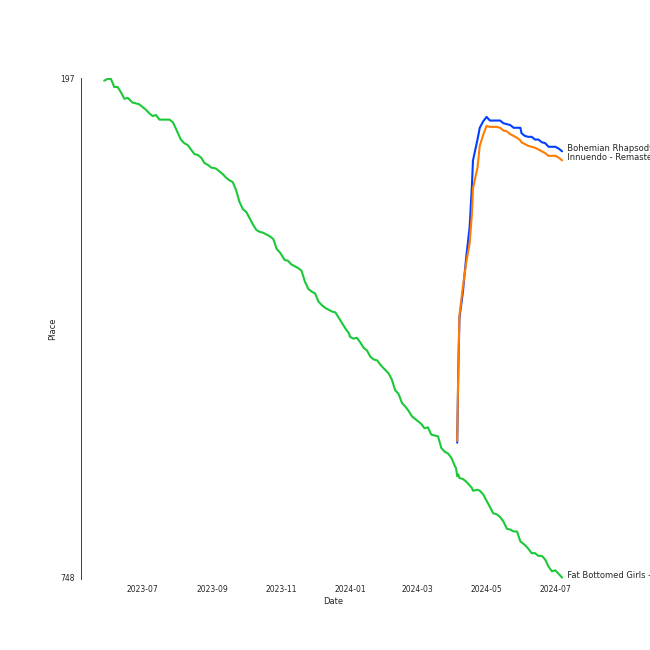 197
Bohemian Rhapsody
Innuendo - Remaste
Place
748
Fat Bottomed Girls -
2023-07 2023-09 2023-11 2024-01 2024-03 2024-05 2024-07
Date